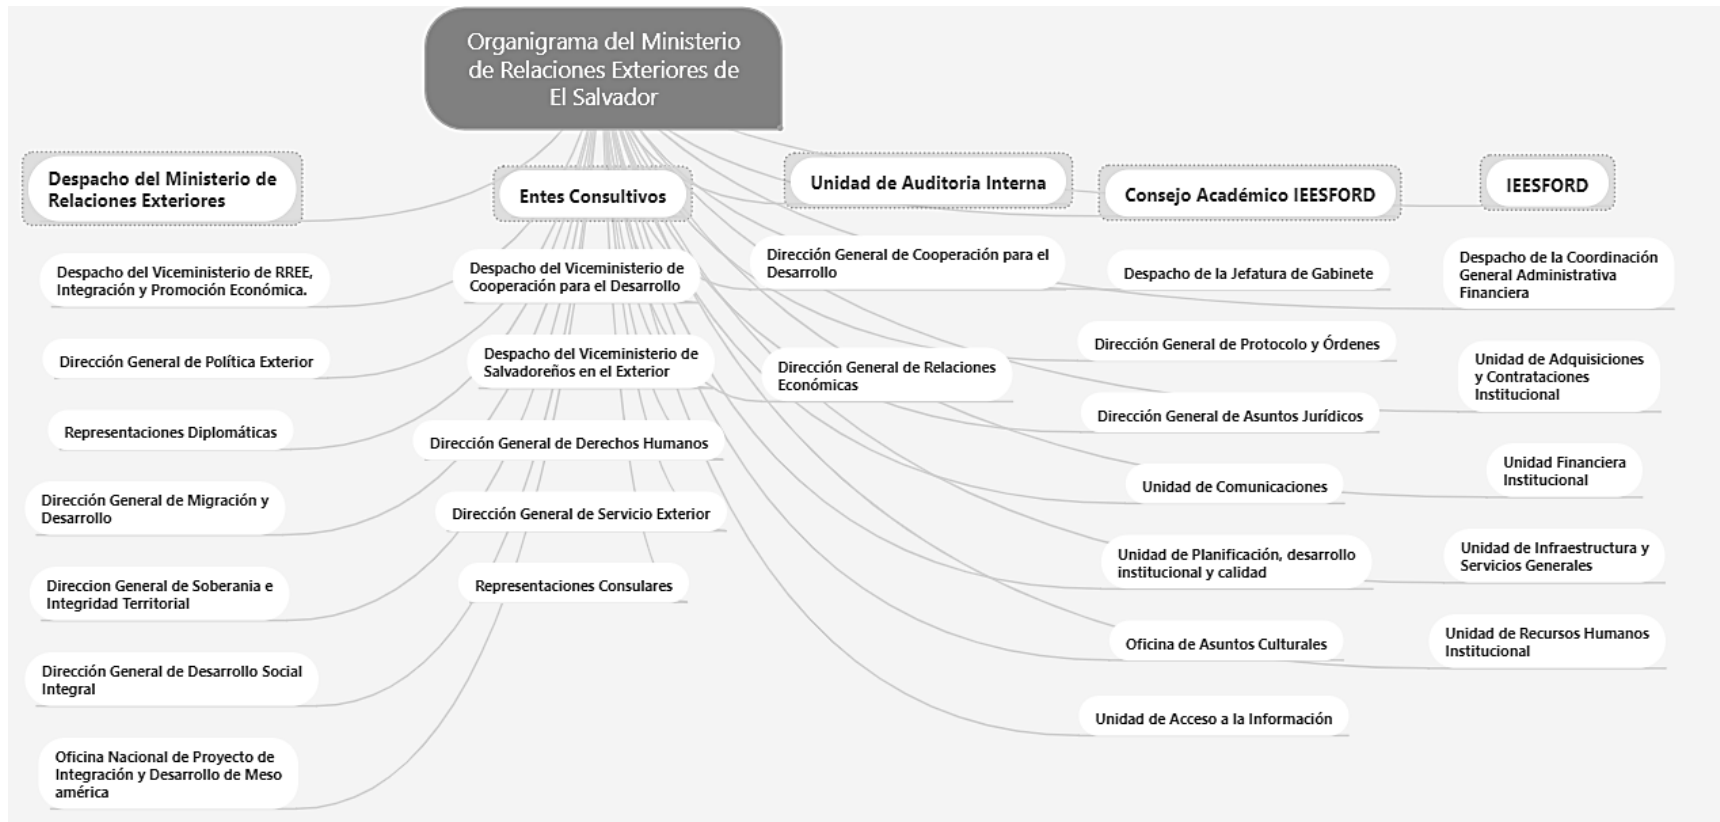 Organigrama del Ministerio
de Relaciones Exteriores de
El Salvador
Despacho del Ministerio de
Relaciones Exteriores
Despacho del Viceministerio de RREE,
Integración y Promoción Económica.
Dirección General de Política Exterior
Representaciones Diplomáticas
Dirección General de Migración y
Desarrollo
Direccion General de Soberania e
Integridad Territorial
Dirección General de Desarrollo Social
Integral
Oficina Nacional de Proyecto de
Integración y Desarrollo de Meso
américa
Entes Consultivos
Despacho del Viceministerio de
Cooperación para el Desarrollo
Despacho del Viceministerio de
Salvadoreños en el Exterior
Dirección General de Derechos Humanos
Dirección General de Servicio Exterior
Representaciones Consulares
Unidad de Auditoria Interna
Dirección General de Cooperación para el
Desarrollo
Dirección General de Relaciones
Económicas
Consejo Académico IEESFORD
Despacho de la Jefatura de Gabinete
Dirección General de Protocolo y Órdenes
Dirección General de Asuntos Jurídicos
Unidad de Comunicaciones
Unidad de Planificación, desarrollo
institucional y calidad
Oficina de Asuntos Culturales
Unidad de Acceso a la Información
IEESFORD
Despacho de la Coordinación
General Administrativa
Financiera
Unidad de Adquisiciones
y Contrataciones
Institucional
Unidad Financiera
Institucional
Unidad de Infraestructura y
Servicios Generales
Unidad de Recursos Humanos
Institucional